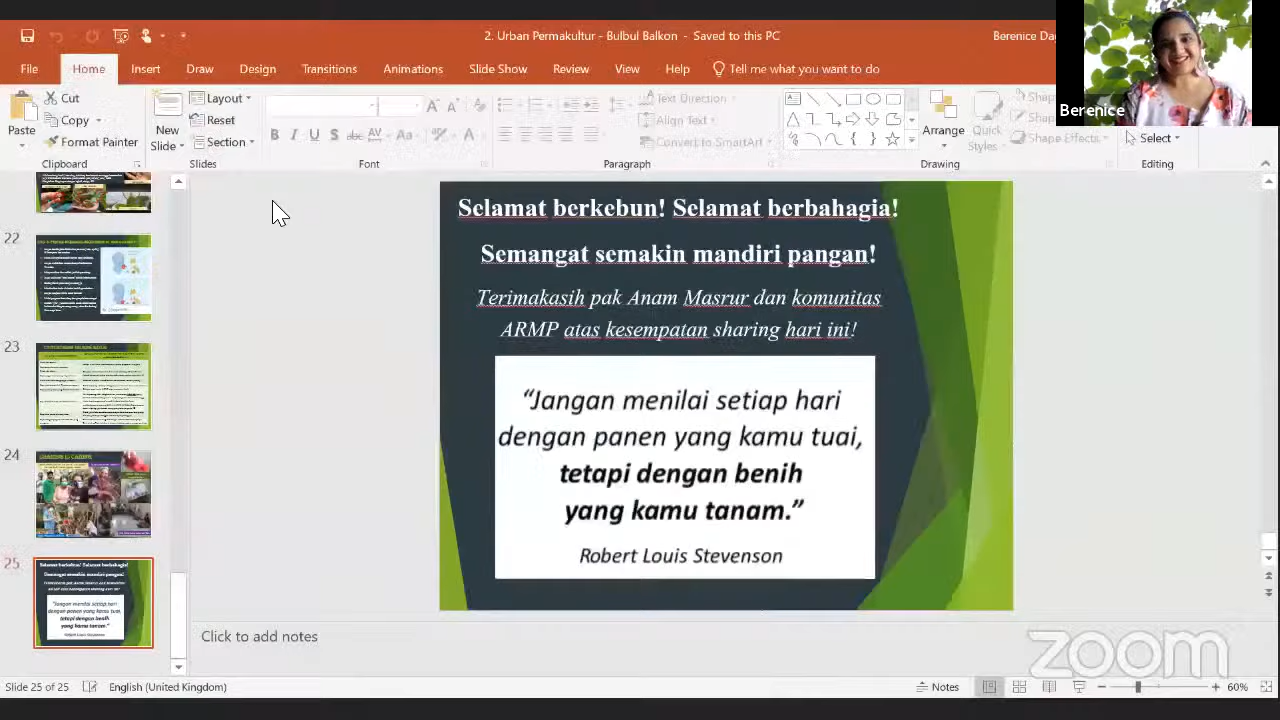 2. Urban Permakultur - Bulbul Balkon - Saved to this PC
Berenice
File Home Insert Draw Design Transitions Animations Slide Show Review View Help Tell me what you want to do
Berenice
Paste
Cut
Copy
Format Painter
Clipboard
New
Slide
Layout
Reset
Section
Slides
B I U S abc AV Aa A
Font
Text Direction
Align Text
Convert to SmartArt
Paragraph
Arrange
Quick
Styles
Shape Effects
Drawing
Select
Editing
22
23
24
25
Selamat berkebun! Selamat berbahagia!
Semangat semakin mandiri pangan!
Terimakasih pak Anam Masrur dan komunitas
ARMP atas kesempatan sharing hari ini!
“Jangan menilai setiap hari
dengan panen yang kamu tuai,
tetapi dengan benih
yang kamu tanam.”
Robert Louis Stevenson
Click to add notes
zoom
Slide 25 of 25 English (United Kingdom) Notes 60%